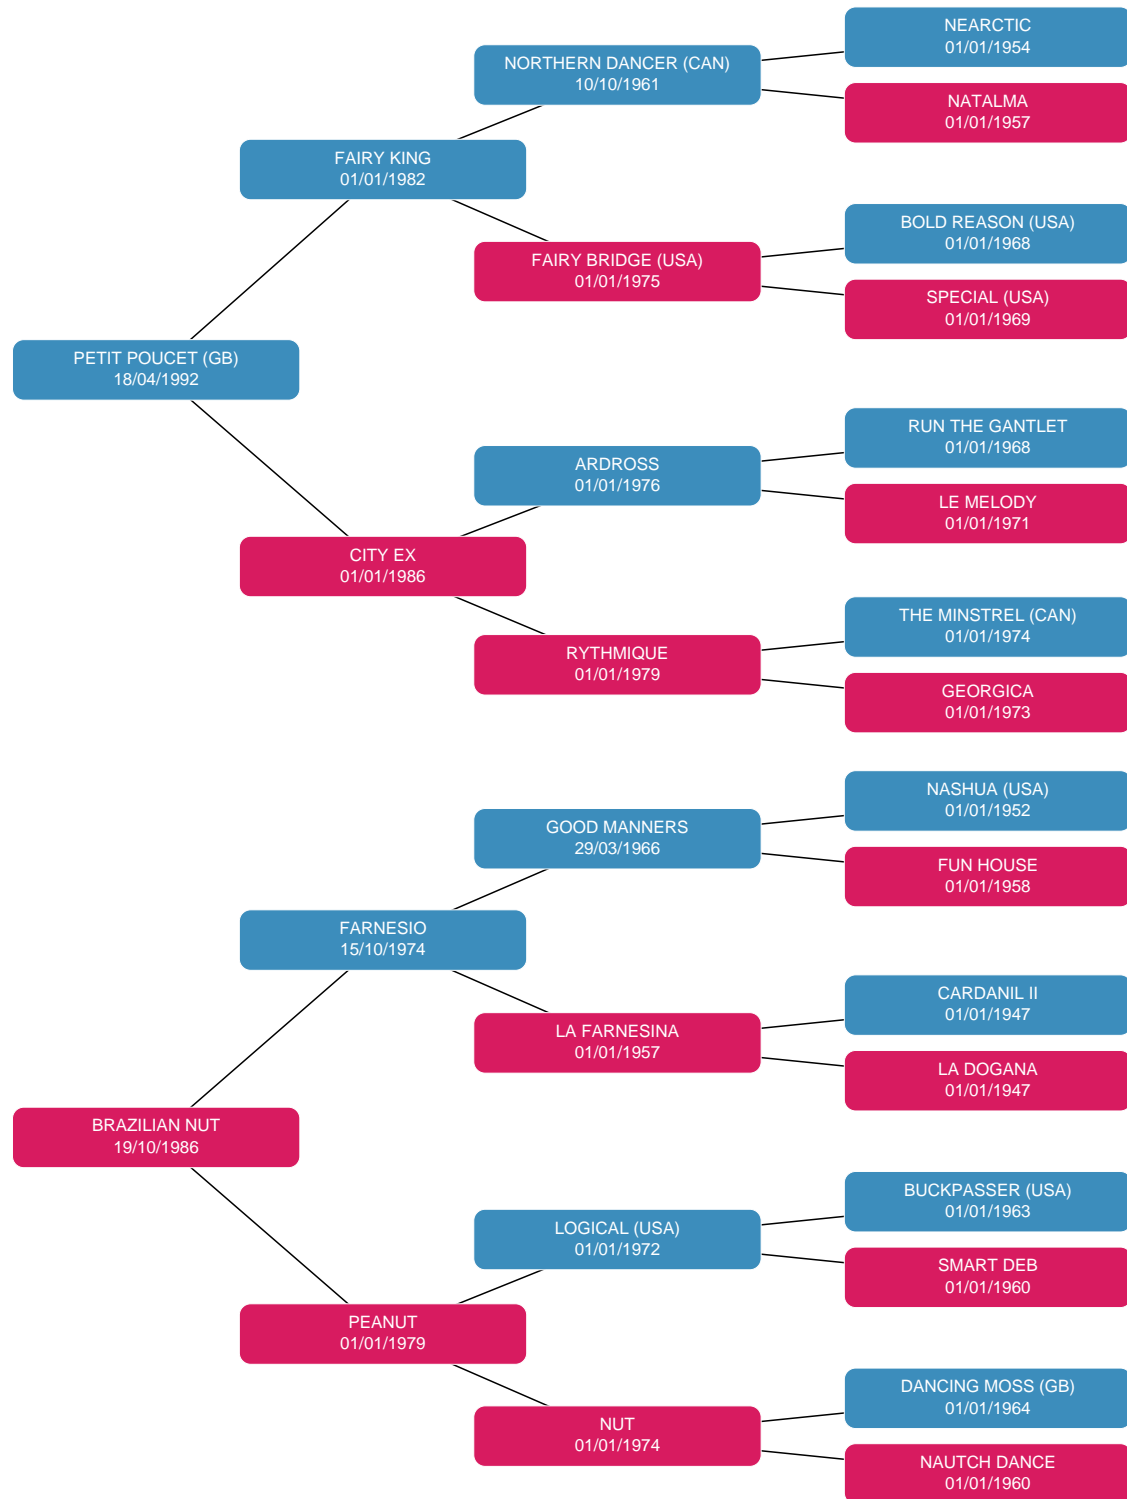 NEARCTIC
01/01/1954
NORTHERN DANCER (CAN)
10/10/1961
NATALMA
01/01/1957
FAIRY KING
01/01/1982
BOLD REASON (USA)
01/01/1968
FAIRY BRIDGE (USA)
01/01/1975
SPECIAL (USA)
01/01/1969
PETIT POUCET (GB)
18/04/1992
RUN THE GANTLET
01/01/1968
ARDROSS
01/01/1976
LE MELODY
01/01/1971
CITY EX
01/01/1986
THE MINSTREL (CAN)
01/01/1974
RYTHMIQUE
01/01/1979
GEORGICA
01/01/1973
NASHUA (USA)
01/01/1952
GOOD MANNERS
29/03/1966
FUN HOUSE
01/01/1958
FARNESIO
15/10/1974
CARDANIL II
01/01/1947
LA FARNESINA
01/01/1957
LA DOGANA
01/01/1947
BRAZILIAN NUT
19/10/1986
BUCKPASSER (USA)
01/01/1963
LOGICAL (USA)
01/01/1972
SMART DEB
01/01/1960
PEANUT
01/01/1979
DANCING MOSS (GB)
01/01/1964
NUT
01/01/1974
NAUTCH DANCE
01/01/1960